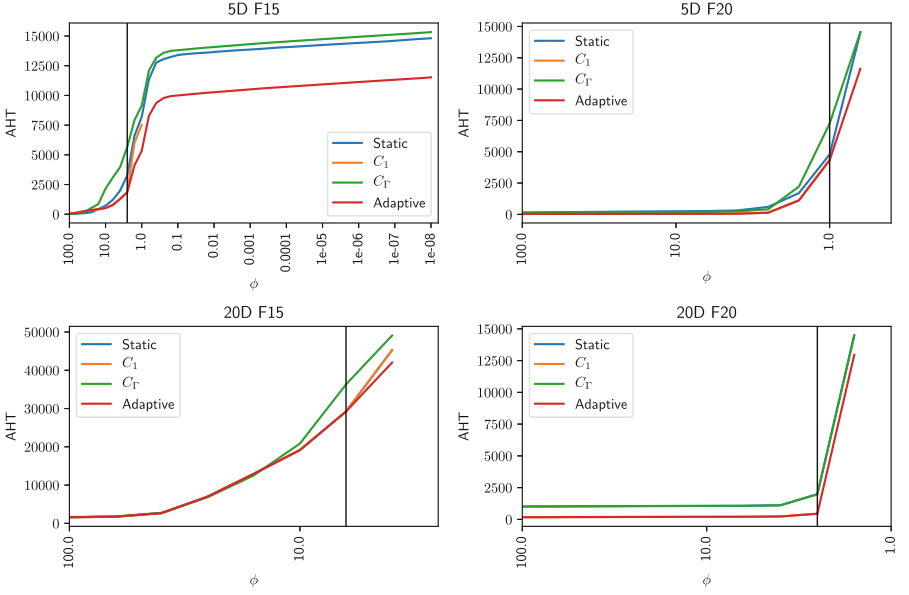 5D F15
AHT
15000
12500
10000
7500
5000
2500
0
Static
C₁
C_Γ
Adaptive
100.0 10.0 1.0 0.1 0.01 0.001 0.0001 1e-05 1e-06 1e-07 1e-08
ϕ
5D F20
AHT
15000
12500
10000
7500
5000
2500
0
Static
C₁
C_Γ
Adaptive
100.0 10.0 1.0
ϕ
20D F15
AHT
50000
40000
30000
20000
10000
0
Static
C₁
C_Γ
Adaptive
100.0 10.0
ϕ
20D F20
AHT
15000
12500
10000
7500
5000
2500
0
Static
C₁
C_Γ
Adaptive
100.0 10.0 1.0
ϕ